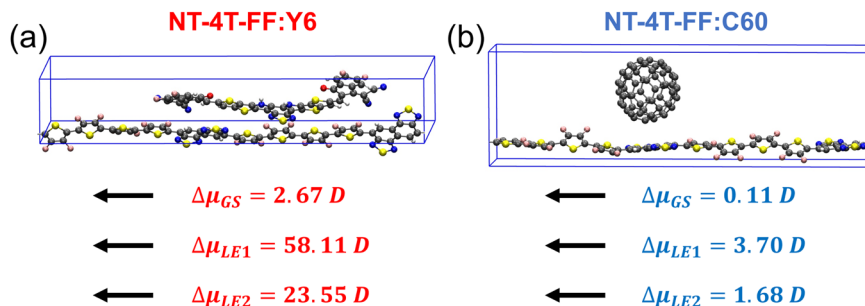 NT-4T-FF:Y6
NT-4T-FF:C60
(a)
(b)
Δμ_GS = 2.67 D
Δμ_GS = 0.11 D
Δμ_LE1 = 58.11 D
Δμ_LE1 = 3.70 D
Δμ_LE2 = 23.55 D
Δμ_LE2 = 1.68 D